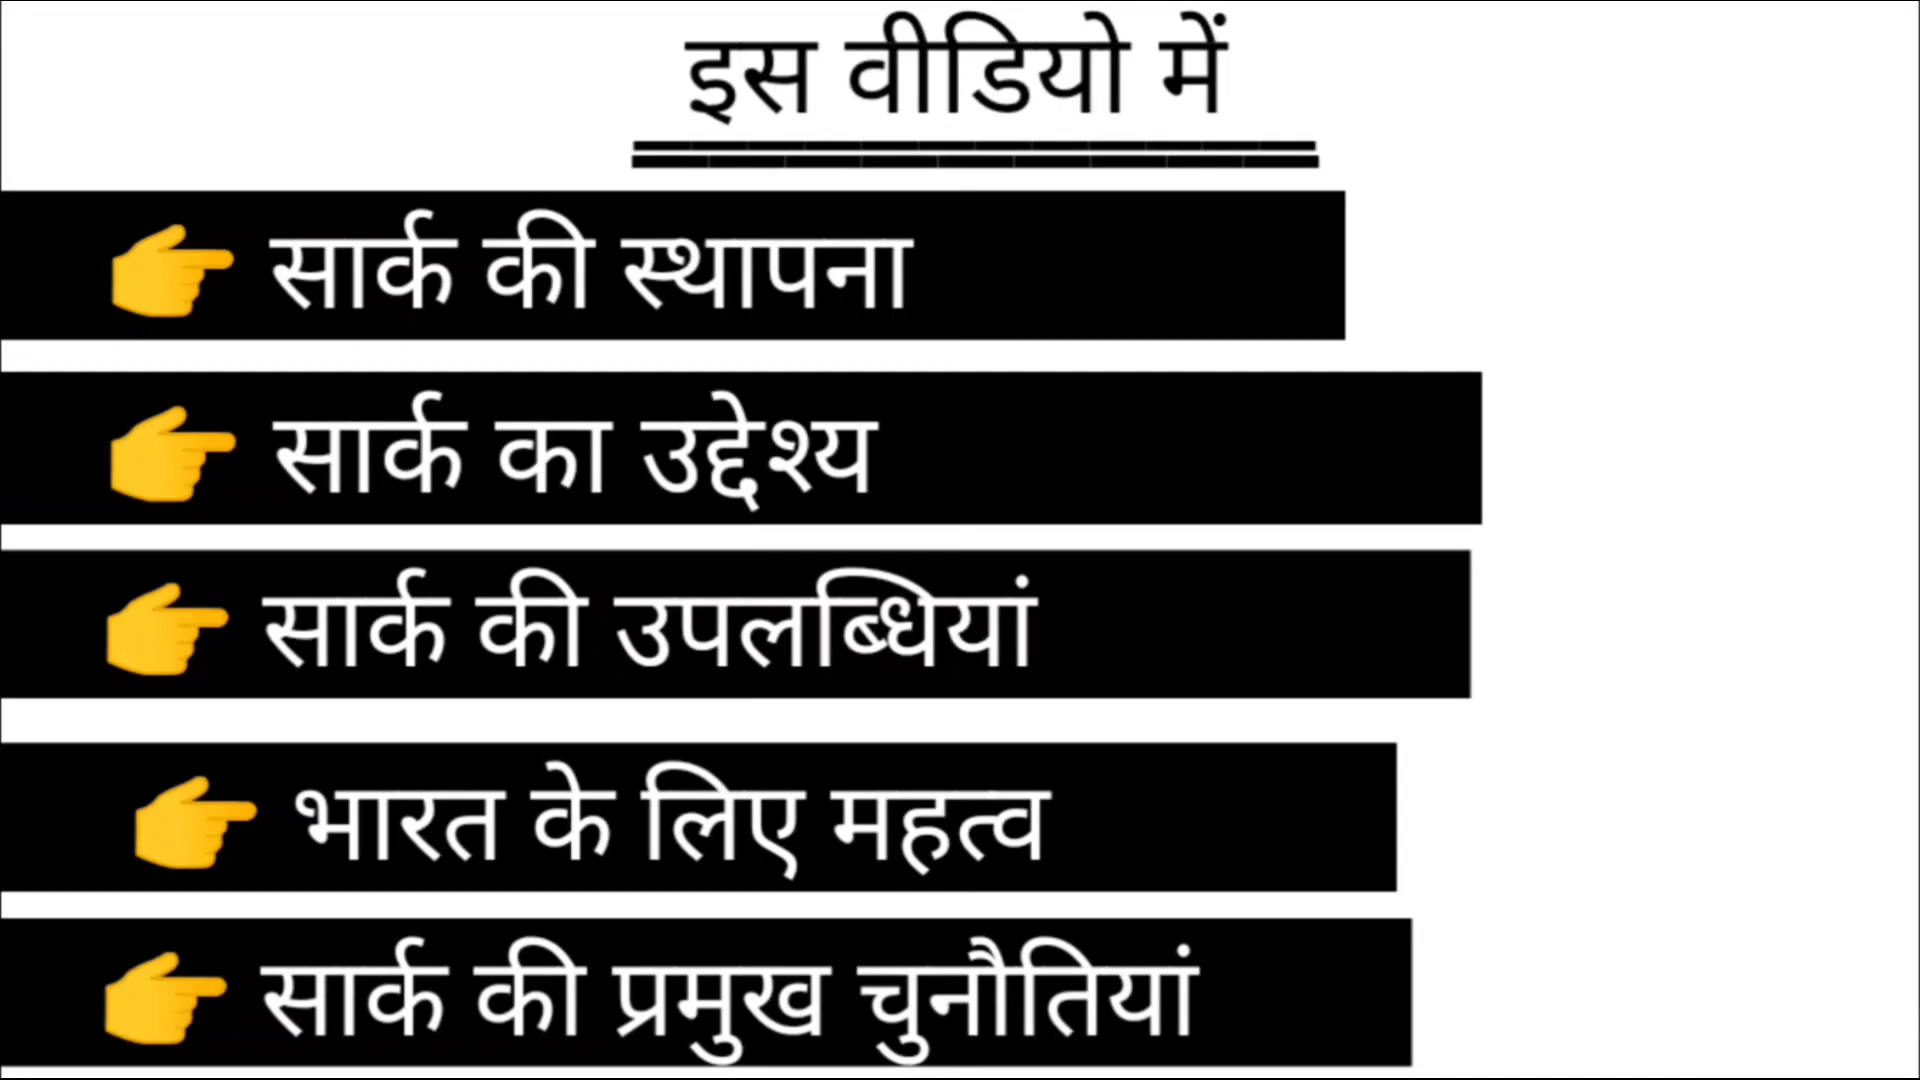 इस वीडियो में
👉 सार्क की स्थापना
👉 सार्क का उद्देश्य
👉 सार्क की उपलब्धियां
👉 भारत के लिए महत्व
👉 सार्क की प्रमुख चुनौतियां